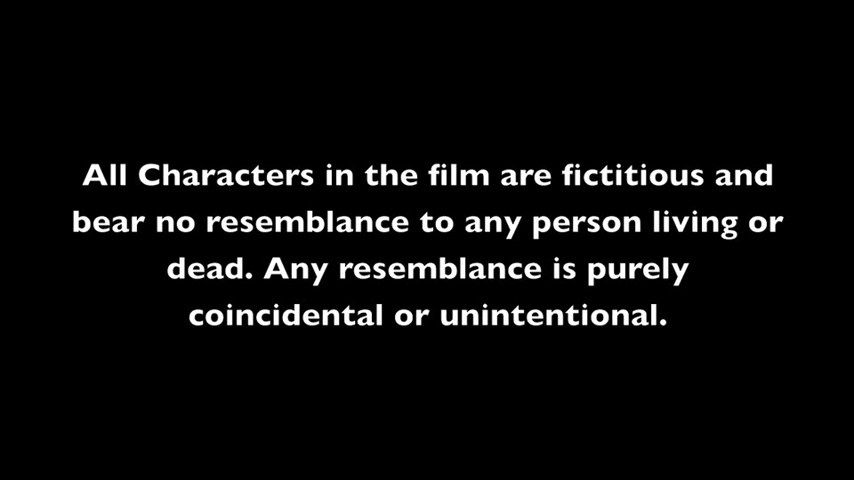 All Characters in the film are fictitious and
bear no resemblance to any person living or
dead. Any resemblance is purely
coincidental or unintentional.